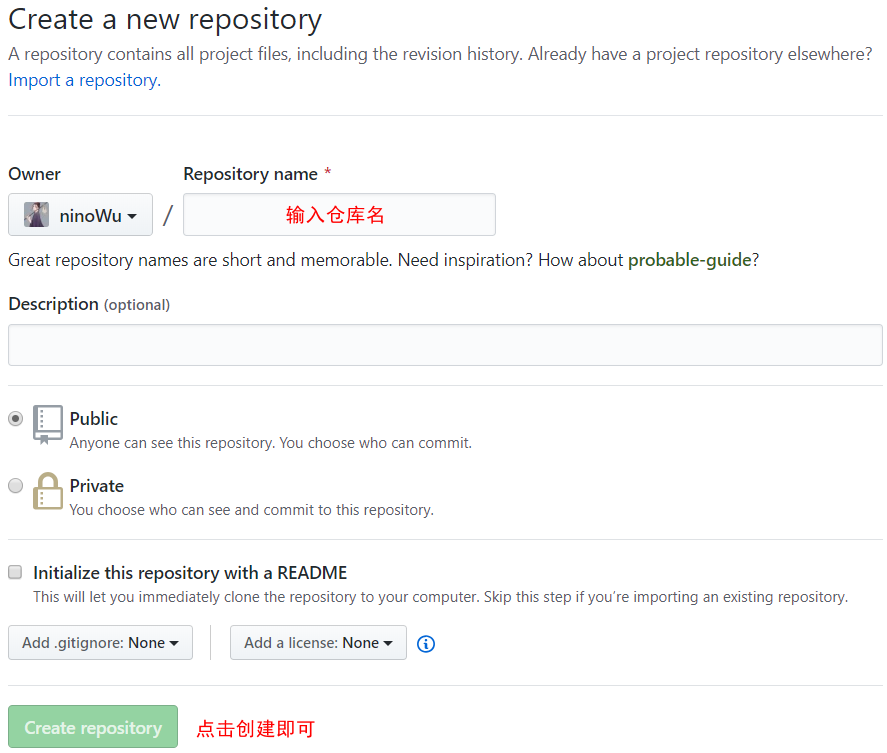 Create a new repository
A repository contains all project files, including the revision history. Already have a project repository elsewhere?
Import a repository.
Owner
Repository name *
ninoWu
/
输入仓库名
Great repository names are short and memorable. Need inspiration? How about probable-guide?
Description (optional)
Public
Anyone can see this repository. You choose who can commit.
Private
You choose who can see and commit to this repository.
Initialize this repository with a README
This will let you immediately clone the repository to your computer. Skip this step if you’re importing an existing repository.
Add .gitignore: None
Add a license: None
Create repository
点击创建即可